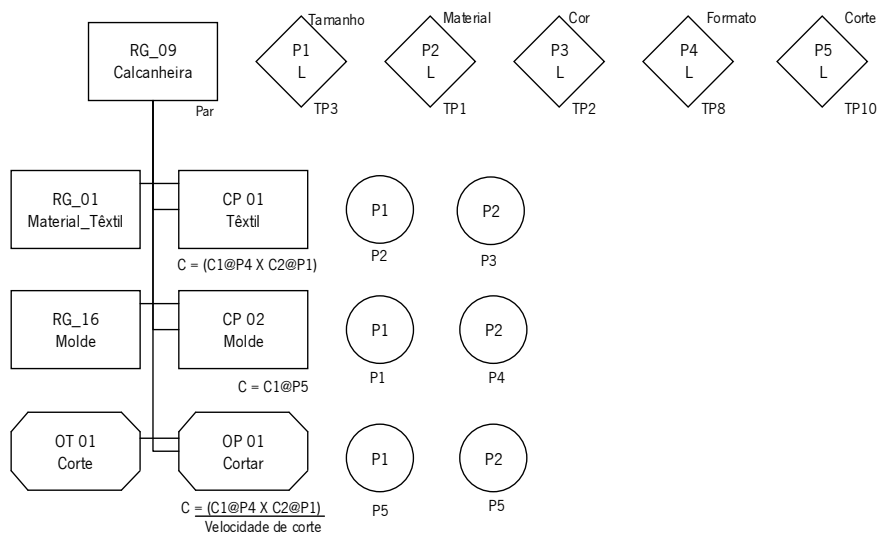 Tamanho
Material
Cor
Formato
Corte
RG_09
Calcanheira
Par
P1
L
TP3
P2
L
TP1
P3
L
TP2
P4
L
TP8
P5
L
TP10
RG_01
Material_Têxtil
CP 01
Têxtil
C = (C1@P4 X C2@P1)
P1
P2
P2
P3
RG_16
Molde
CP 02
Molde
C = C1@P5
P1
P1
P2
P4
OT 01
Corte
OP 01
Cortar
C = (C1@P4 X C2@P1)
Velocidade de corte
P1
P5
P2
P5